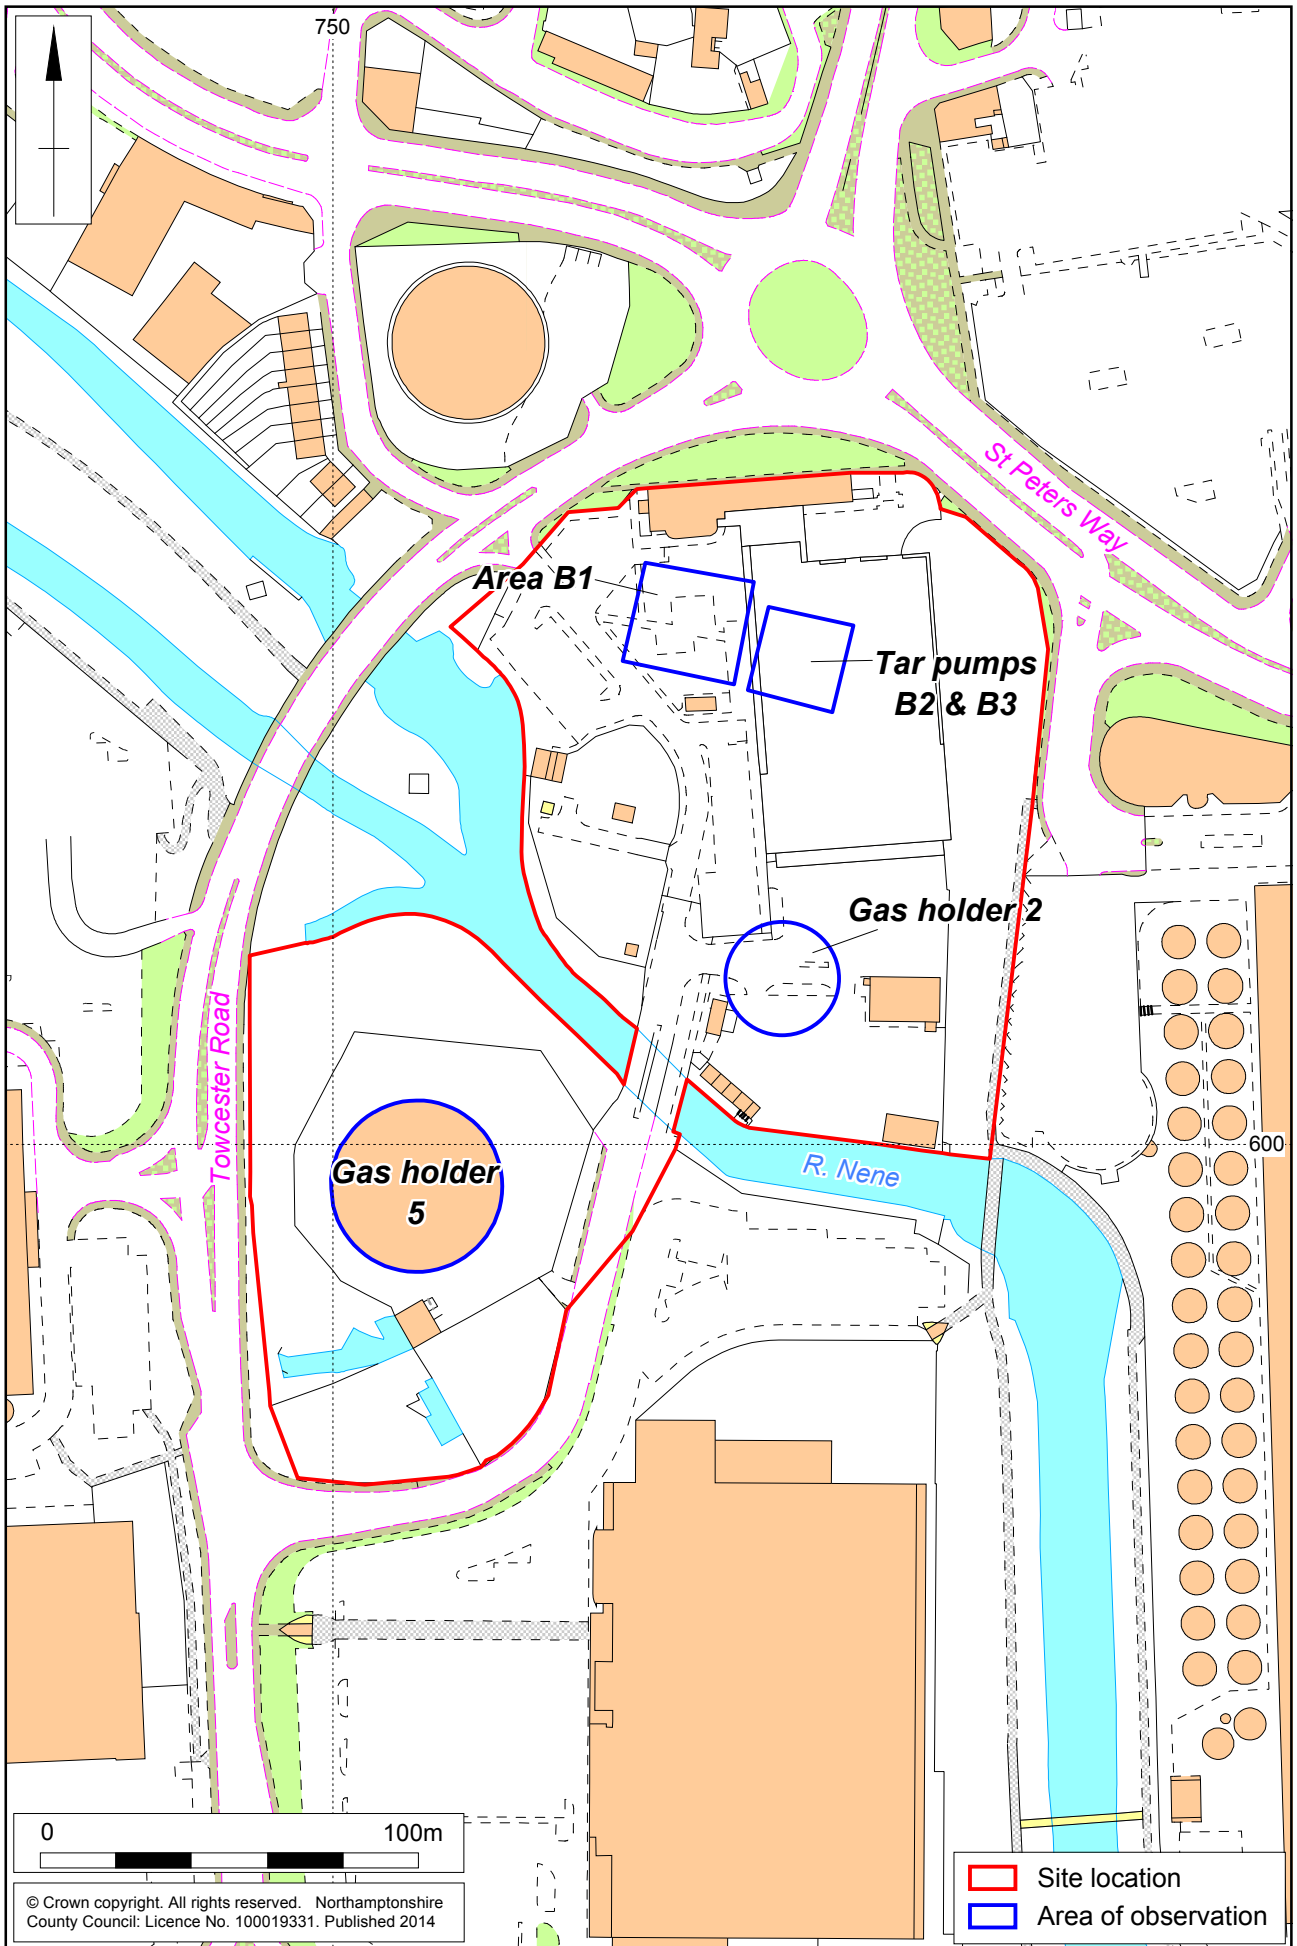 750
St Peters Way
Area B1
Tar pumps
B2 & B3
Gas holder 2
Towcester Road
600
Gas holder
5
R. Nene
0 100m
© Crown copyright. All rights reserved. Northamptonshire
County Council: Licence No. 100019331. Published 2014
Site location
Area of observation